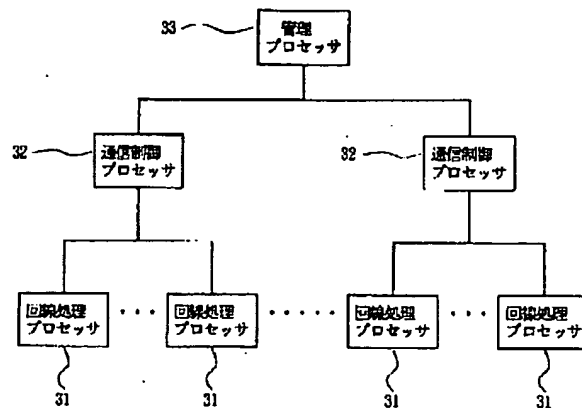 33
管理
プロセッサ
32
通信制御
プロセッサ
32
通信制御
プロセッサ
回線処理
プロセッサ
回線処理
プロセッサ
回線処理
プロセッサ
回線処理
プロセッサ
31
31
31
31